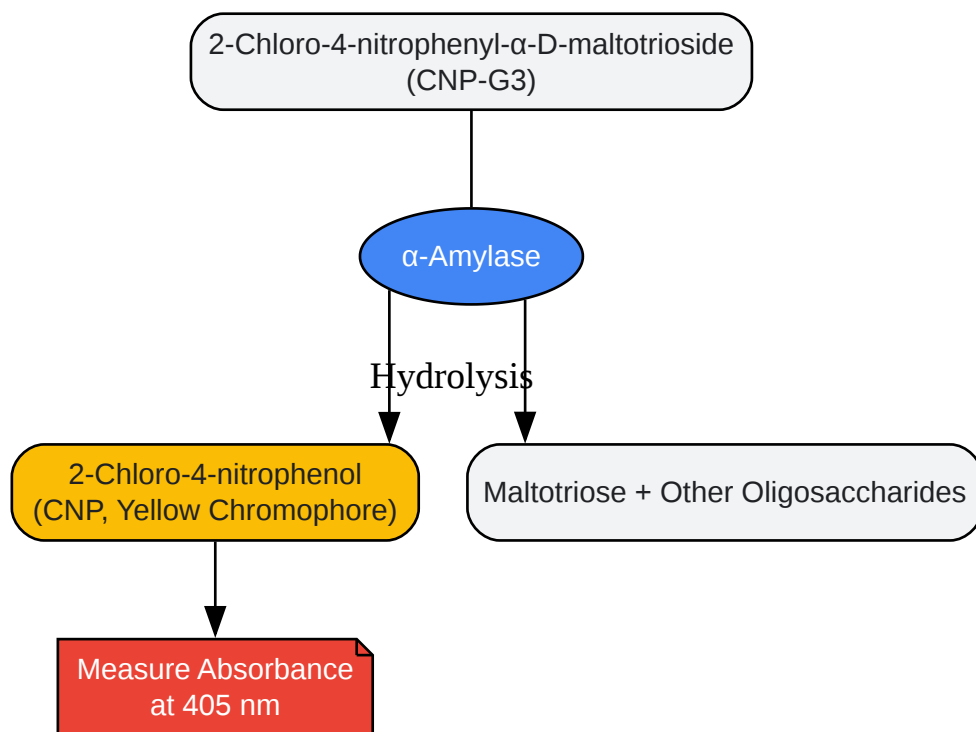 2-Chloro-4-nitrophenyl-α-D-maltotrioside
(CNP-G3)
α-Amylase
Hydrolysis
2-Chloro-4-nitrophenol
(CNP, Yellow Chromophore)
Maltotriose + Other Oligosaccharides
Measure Absorbance
at 405 nm